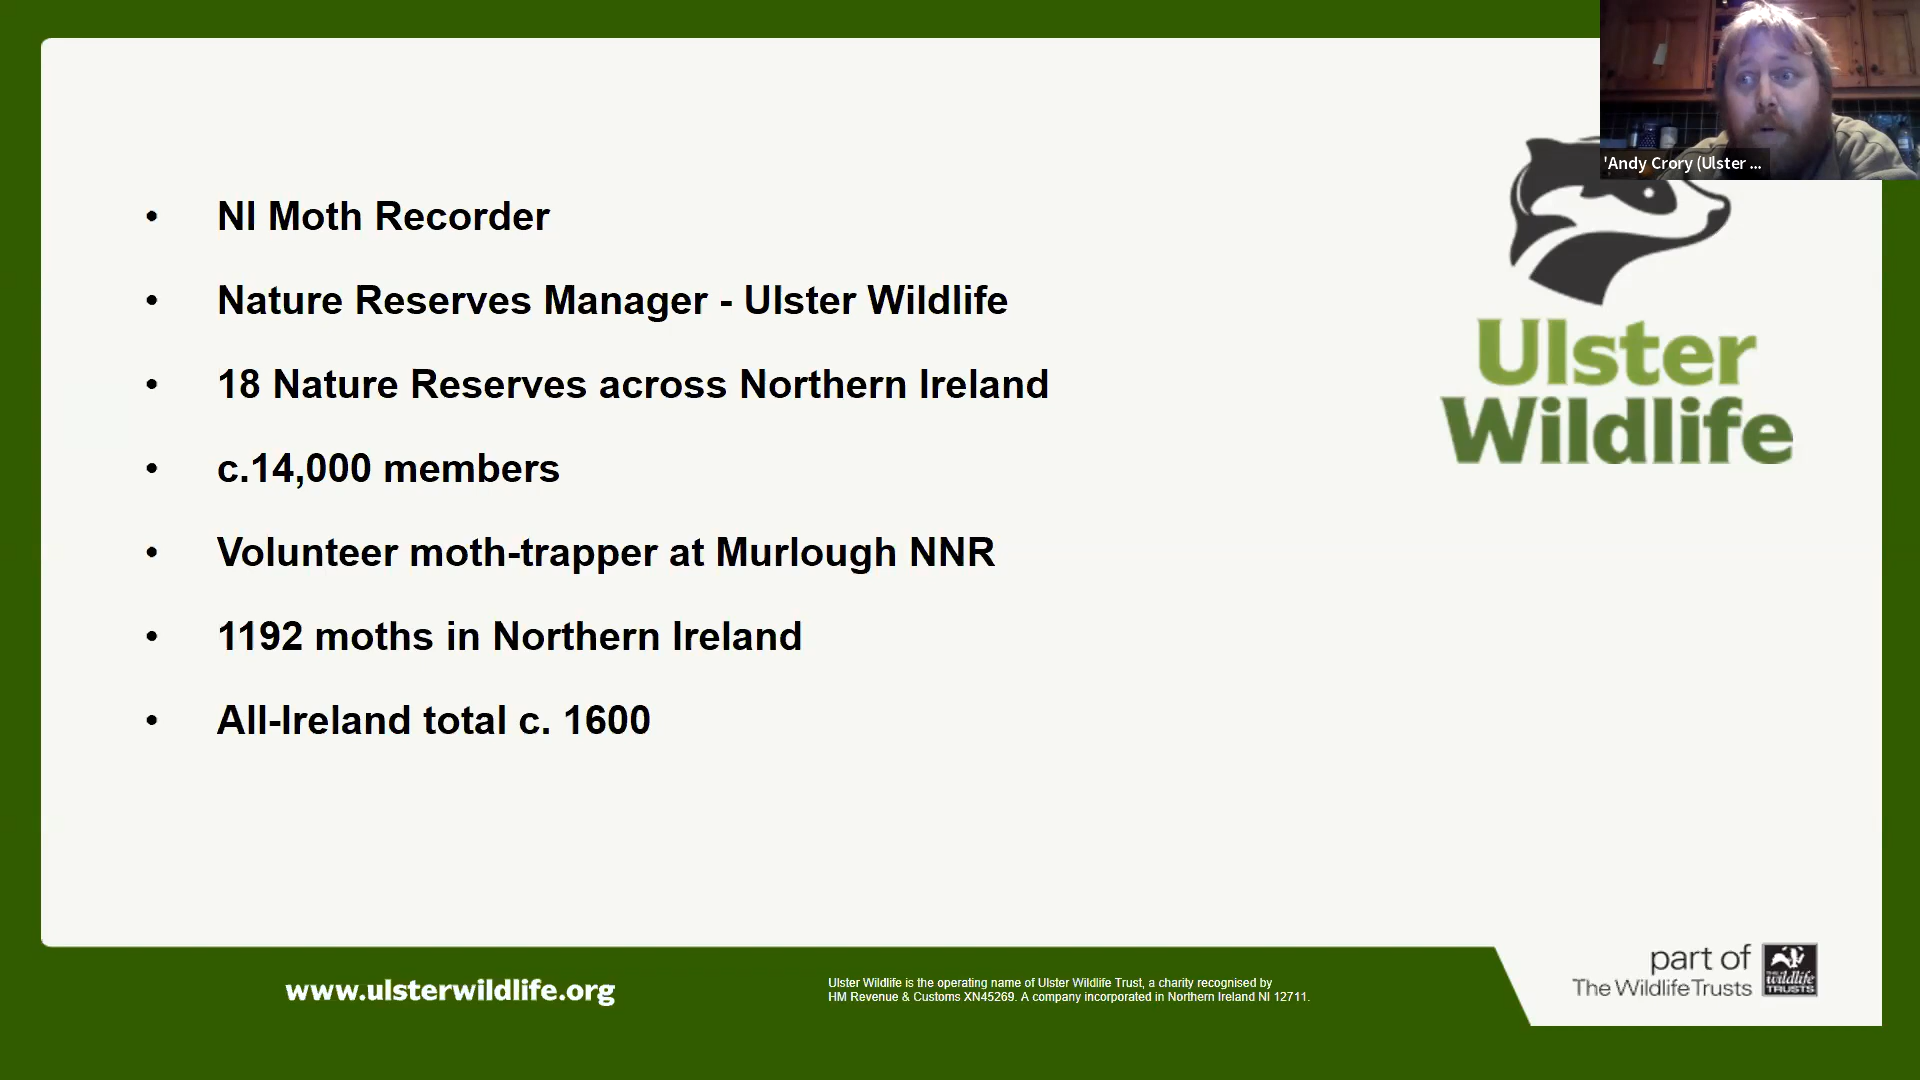 'Andy Crory (Ulster ...
• NI Moth Recorder
• Nature Reserves Manager - Ulster Wildlife
• 18 Nature Reserves across Northern Ireland
• c.14,000 members
• Volunteer moth-trapper at Murlough NNR
• 1192 moths in Northern Ireland
• All-Ireland total c. 1600
Ulster
Wildlife
www.ulsterwildlife.org
Ulster Wildlife is the operating name of Ulster Wildlife Trust, a charity recognised by
HM Revenue & Customs XN45269. A company incorporated in Northern Ireland NI 12711.
part of
The Wildlife Trusts
THE
wildlife
TRUSTS